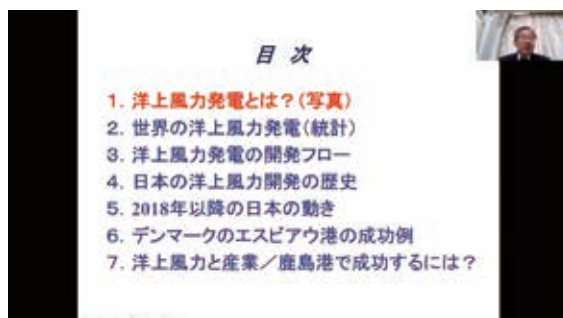 目 次
1. 洋上風力発電とは？(写真)
2. 世界の洋上風力発電(統計)
3. 洋上風力発電の開発フロー
4. 日本の洋上風力開発の歴史
5. 2018年以降の日本の動き
6. デンマークのエスビアウ港の成功例
7. 洋上風力と産業／鹿島港で成功するには？